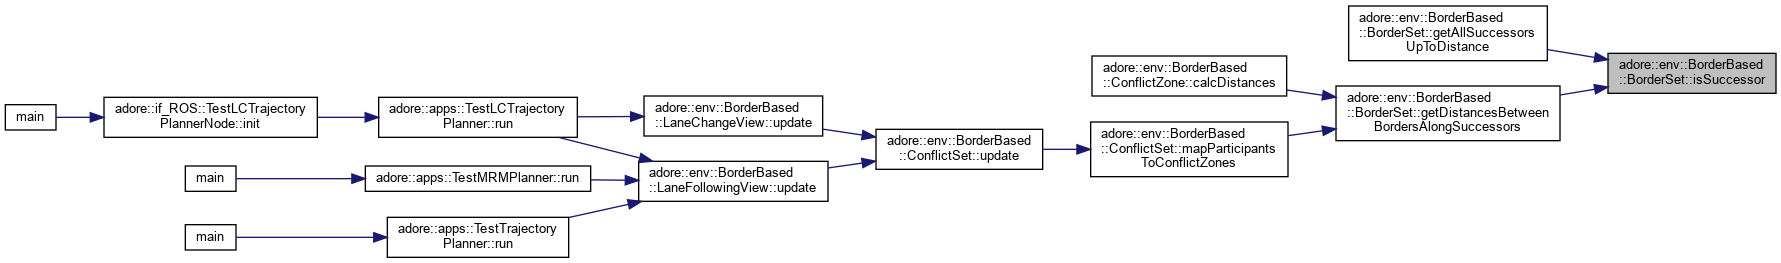 main
adore::if_ROS::TestLCTrajectory
PlannerNode::init
adore::apps::TestLCTrajectory
Planner::run
adore::env::BorderBased
::LaneChangeView::update
main
adore::apps::TestMRMPlanner::run
adore::env::BorderBased
::LaneFollowingView::update
main
adore::apps::TestTrajectory
Planner::run
adore::env::BorderBased
::ConflictSet::update
adore::env::BorderBased
::ConflictZone::calcDistances
adore::env::BorderBased
::ConflictSet::mapParticipants
ToConflictZones
adore::env::BorderBased
::BorderSet::getAllSuccessors
UpToDistance
adore::env::BorderBased
::BorderSet::getDistancesBetween
BordersAlongSuccessors
adore::env::BorderBased
::BorderSet::isSuccessor